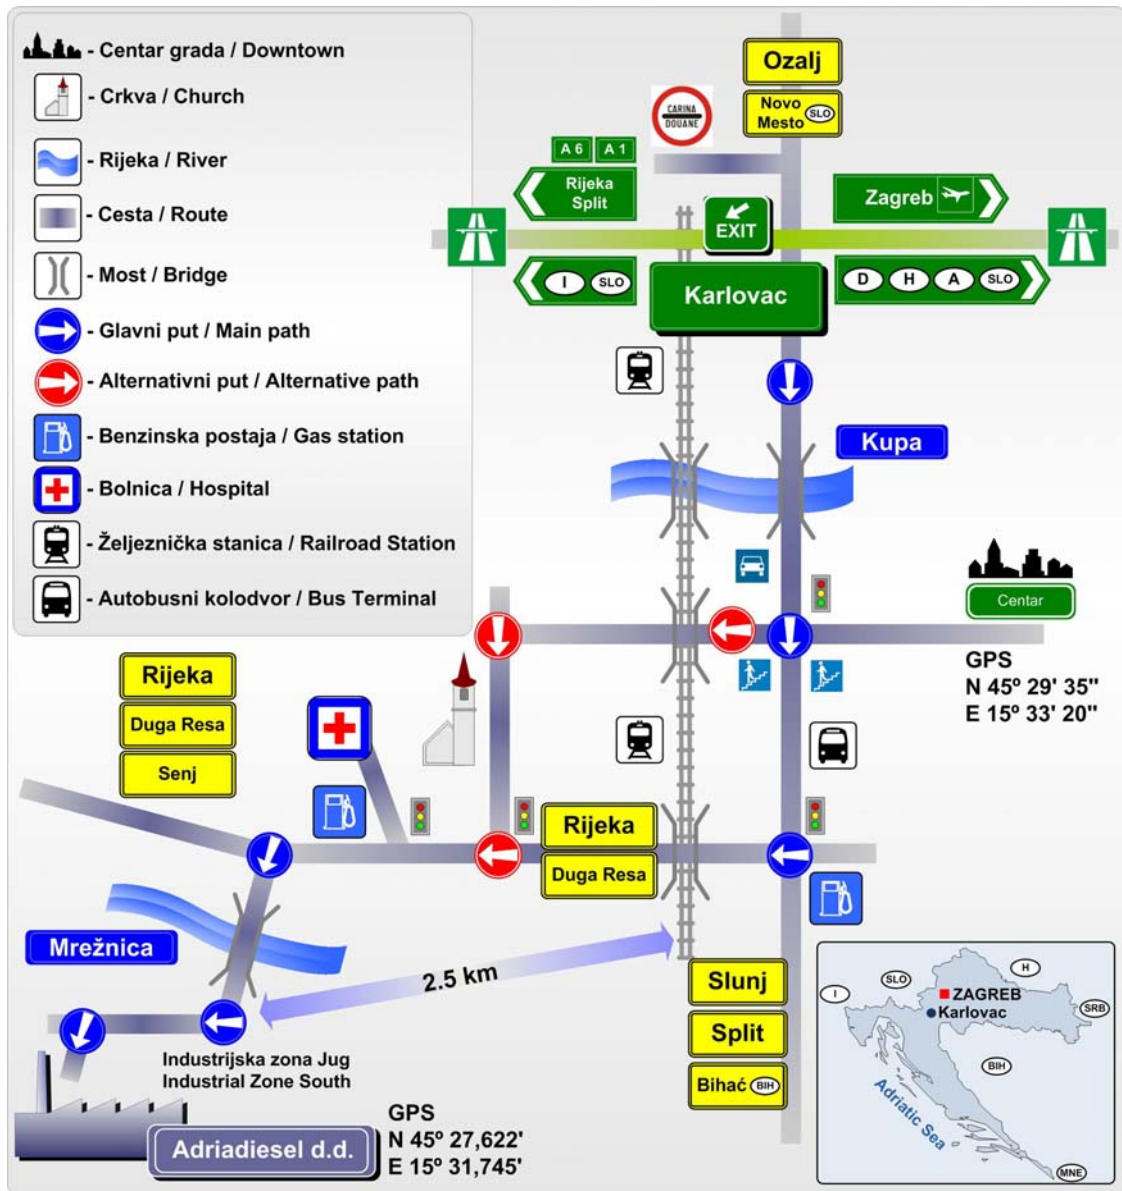 - Centar grada / Downtown
- Crkva / Church
- Rijeka / River
- Cesta / Route
- Most / Bridge
- Glavni put / Main path
- Alternativni put / Alternative path
- Benzinska postaja / Gas station
- Bolnica / Hospital
- Željeznička stanica / Railroad Station
- Autobusni kolodvor / Bus Terminal
Ozalj
Novo
Mesto SLO
CARINA
DOUANE
A 6 A 1
Rijeka
Split
EXIT
Zagreb
I SLO
Karlovac
D H A SLO
Kupa
Centar
GPS
N 45º 29' 35"
E 15º 33' 20"
Rijeka
Duga Resa
Senj
Rijeka
Duga Resa
Mrežnica
2.5 km
Slunj
Split
Bihać BIH
Industrijska zona Jug
Industrial Zone South
Adriadiesel d.d.
GPS
N 45º 27,622'
E 15º 31,745'
H
SLO
I
ZAGREB
Karlovac
SRB
BIH
Adriatic Sea
MNE